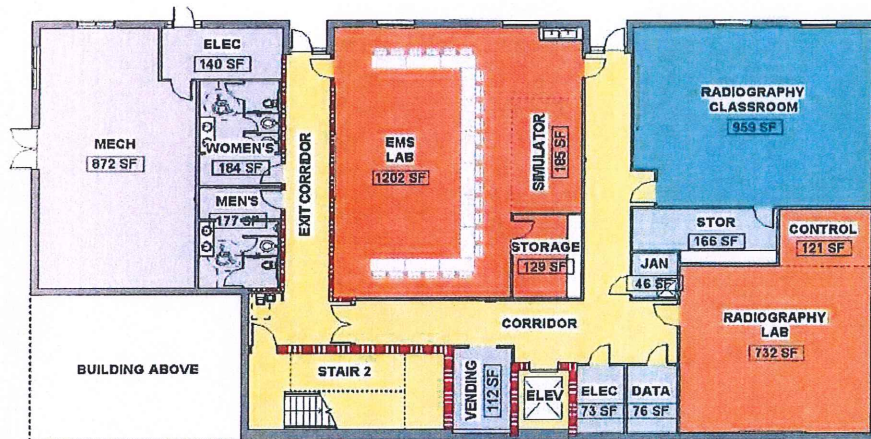 ELEC
140 SF
MECH
872 SF
WOMEN'S
184 SF
MEN'S
177 SF
EXIT CORRIDOR
EMS
LAB
1202 SF
SIMULATOR
185 SF
STORAGE
129 SF
RADIOGRAPHY
CLASSROOM
959 SF
STOR
166 SF
CONTROL
121 SF
JAN
46 SF
RADIOGRAPHY
LAB
732 SF
CORRIDOR
BUILDING ABOVE
STAIR 2
VENDING
112 SF
ELEV
ELEC
73 SF
DATA
76 SF